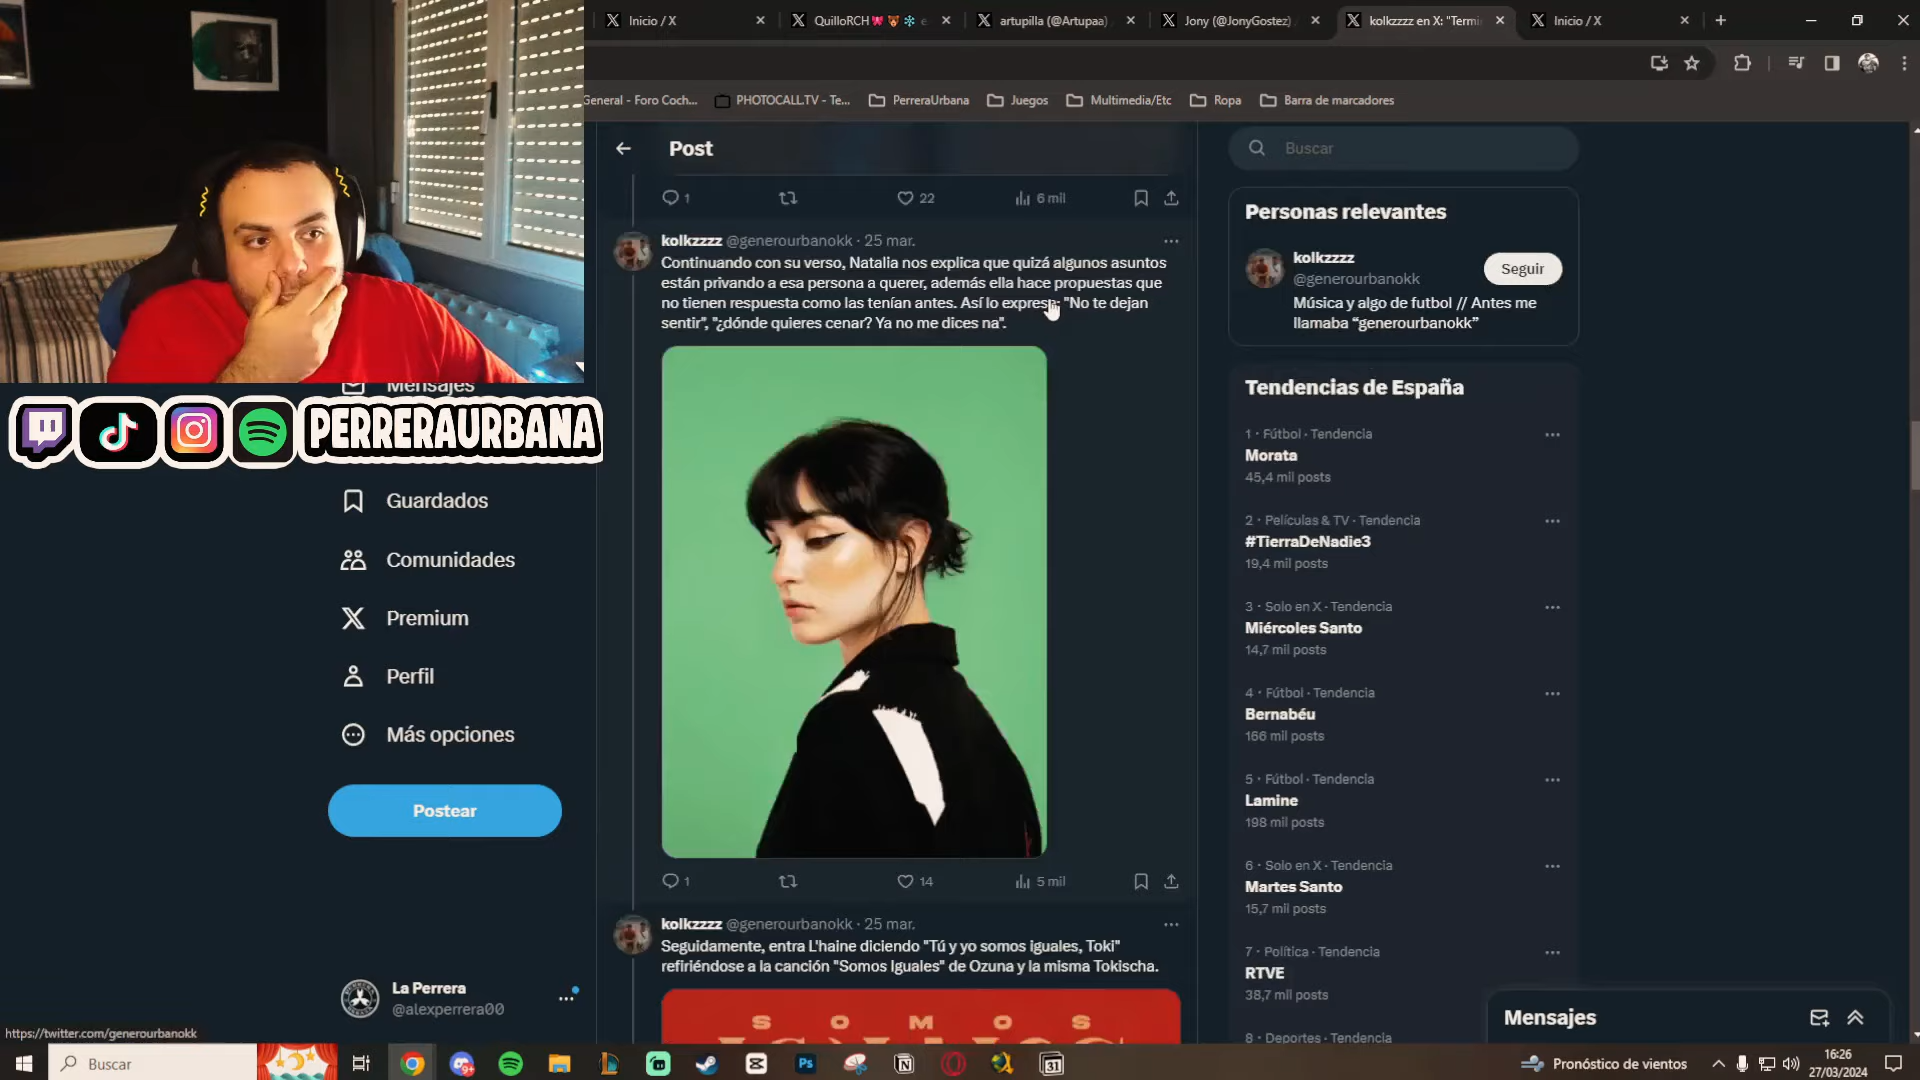 Inicio / X
QuilloRCH
artupilla (@Artupaa)
Jony (@JonyGostez)
kolkzzzz en X: "Termi
Inicio / X
General - Foro Coch...
PHOTOCALL.TV - Te...
PerreraUrbana
Juegos
Multimedia/Etc
Ropa
Barra de marcadores
Post
Buscar
1
22
6 mil
kolkzzzz @generourbanokk · 25 mar.
Continuando con su verso, Natalia nos explica que quizá algunos asuntos
están privando a esa persona a querer, además ella hace propuestas que
no tienen respuesta como las tenían antes. Así lo expresa: "No te dejan
sentir", "¿dónde quieres cenar? Ya no me dices na".
1
14
5 mil
kolkzzzz @generourbanokk · 25 mar.
Seguidamente, entra L'haine diciendo "Tú y yo somos iguales, Toki"
refiriéndose a la canción "Somos Iguales" de Ozuna y la misma Tokischa.
SOMOS
IGUALES
Personas relevantes
kolkzzzz
@generourbanokk
Seguir
Música y algo de futbol // Antes me
llamaba “generourbanokk”
Tendencias de España
1 · Fútbol · Tendencia
Morata
45,4 mil posts
2 · Películas & TV · Tendencia
#TierraDeNadie3
19,4 mil posts
3 · Solo en X · Tendencia
Miércoles Santo
14,7 mil posts
4 · Fútbol · Tendencia
Bernabéu
166 mil posts
5 · Fútbol · Tendencia
Lamine
198 mil posts
6 · Solo en X · Tendencia
Martes Santo
15,7 mil posts
7 · Política · Tendencia
RTVE
38,7 mil posts
8 · Deportes · Tendencia
Mensajes
PERRERAURBANA
Mensajes
Guardados
Comunidades
Premium
Perfil
Más opciones
Postear
La Perrera
@alexperrera00
https://twitter.com/generourbanokk
Buscar
Pronóstico de vientos
16:26
27/03/2024